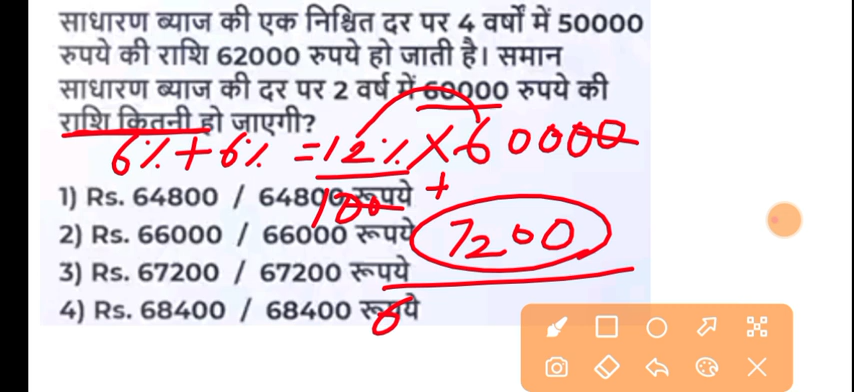 साधारण ब्याज की एक निश्चित दर पर 4 वर्षों में 50000
रुपये की राशि 62000 रुपये हो जाती है। समान
साधारण ब्याज की दर पर 2 वर्ष में 60000 रुपये की
राशि कितनी हो जाएगी?
6% + 6% = 12% × 60000
100 +
1) Rs. 64800 / 64800 रूपये
2) Rs. 66000 / 66000 रूपये
7200
3) Rs. 67200 / 67200 रूपये
4) Rs. 68400 / 68400 रूपये
6